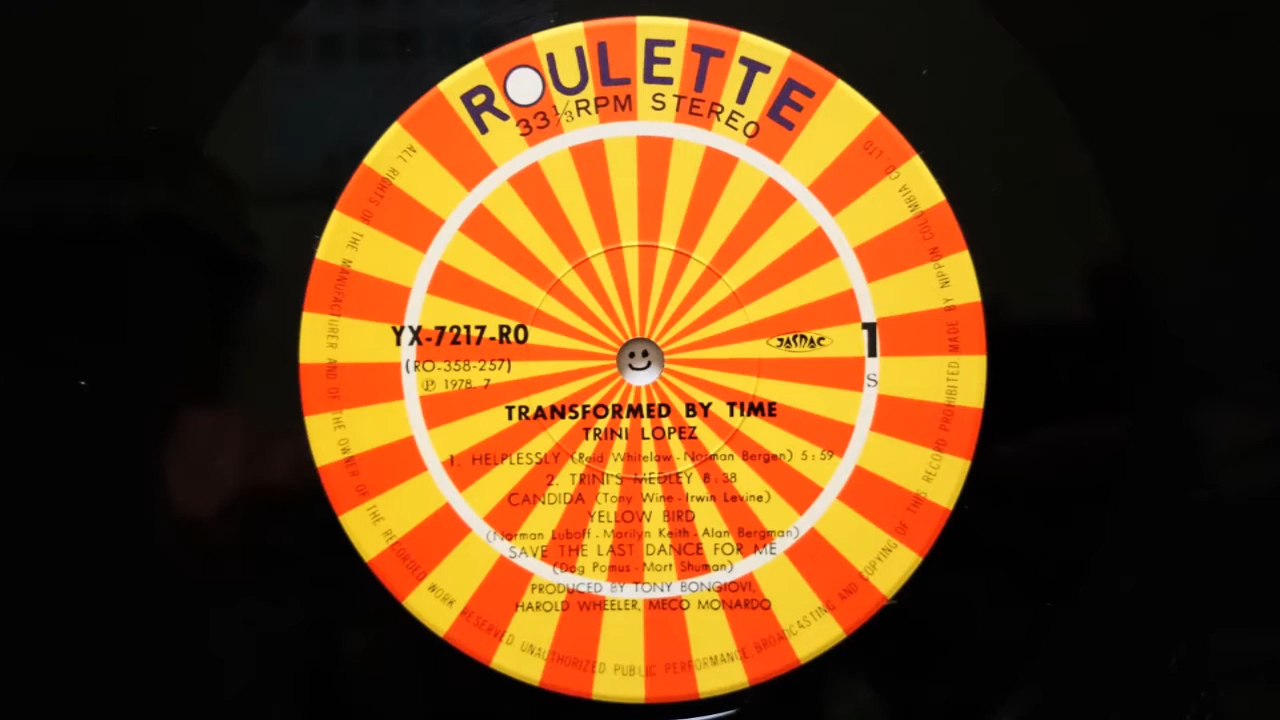 ROULETTE
33⅓ RPM STEREO
YX-7217-RO
(RO-358-257)
Ⓟ 1978. 7
JASRAC
1
S
TRANSFORMED BY TIME
TRINI LOPEZ
1. HELPLESSLY (Reid Whitelaw - Norman Bergen) 5:59
2. TRINI'S MEDLEY 8:38
CANDIDA (Tony Wine - Irwin Levine)
YELLOW BIRD
(Norman Luboff - Marilyn Keith - Alan Bergman)
SAVE THE LAST DANCE FOR ME
(Dog Pomus - Mort Shuman)
PRODUCED BY TONY BONGIOVI,
HAROLD WHEELER, MECO MONARDO
ALL RIGHTS OF THE MANUFACTURER AND OF THE OWNER OF THE RECORDED WORK RESERVED UNAUTHORIZED PUBLIC PERFORMANCE BROADCASTING AND COPYING OF THIS RECORD PROHIBITED MADE BY NIPPON COLUMBIA CO., LTD